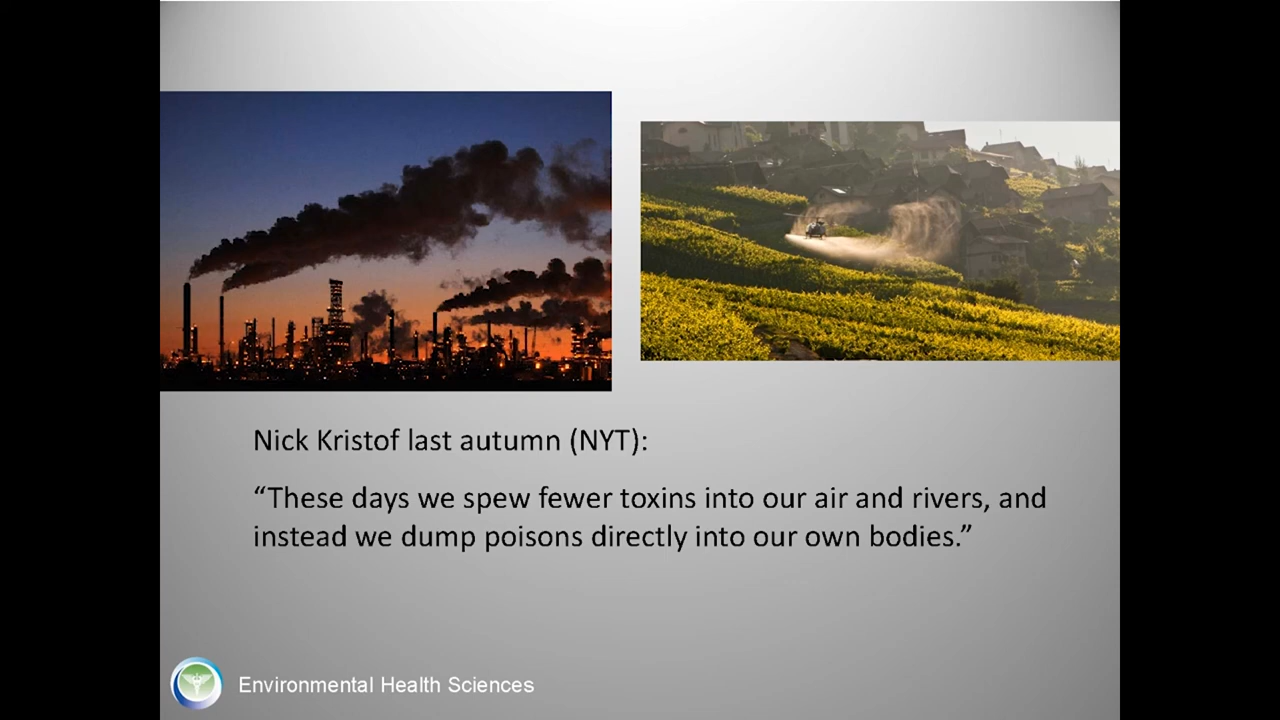 Nick Kristof last autumn (NYT):
“These days we spew fewer toxins into our air and rivers, and
instead we dump poisons directly into our own bodies.”
Environmental Health Sciences